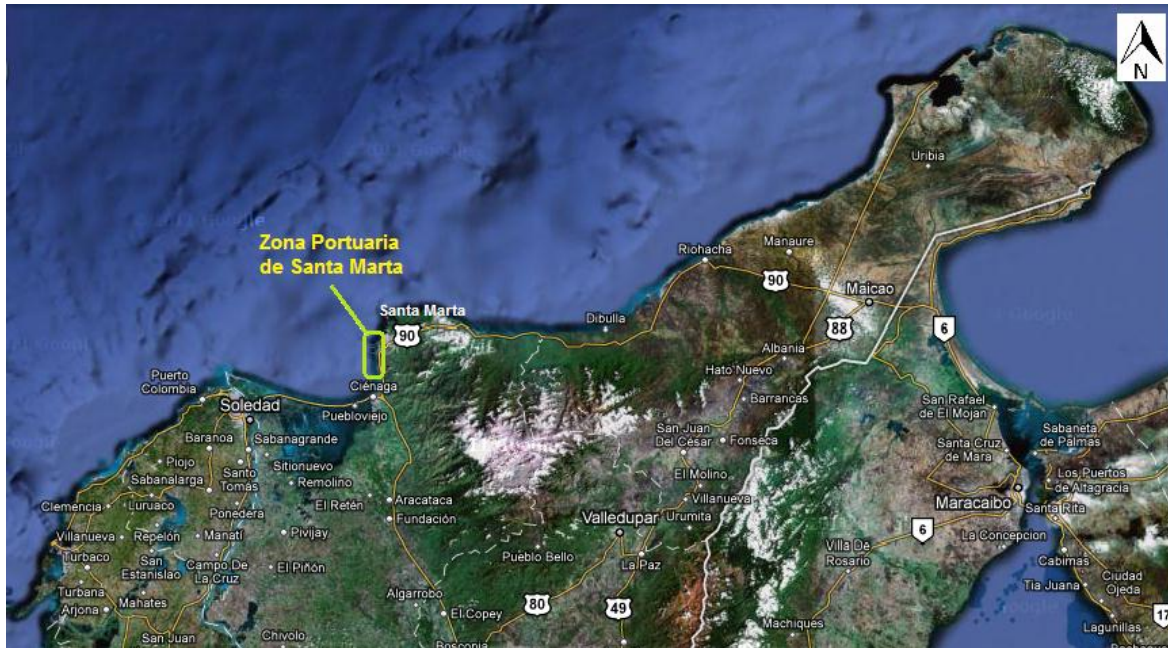 N
Uribia
Zona Portuaria
de Santa Marta
Riohacha
Manaure
90
Maicao
Santa Marta
90
Dibulla
88
6
Albania
Puerto
Colombia
Ciénaga
Hato Nuevo
Soledad
Puebloviejo
Barrancas
San Rafael
de El Mojan
Baranoa
Sabanagrande
San Juan
Del César
Fonseca
Sabaneta
de Palmas
Santa Cruz
de Mara
Piojo
Santo
Tomás
Sitionuevo
Sabanalarga
Remolino
El Molino
Los Puertos
de Altagracia
Clemencia
Luruaco
Ponedera
El Retén
Aracataca
Villanueva
Maracaibo
Santa Rita
Fundación
Valledupar
Urumita
Villanueva
Repelón
Manatí
Pivijay
6
La Concepcion
Turbaco
San
Estanislao
Campo De
La Cruz
El Piñón
Pueblo Bello
La Paz
Villa De
Rosario
Cabimas
Turbana
Mahates
Tia Juana
Ciudad
Ojeda
Arjona
Algarrobo
El Copey
80
49
17
San Juan
Chivolo
Bosconia
Machiques
Lagunillas